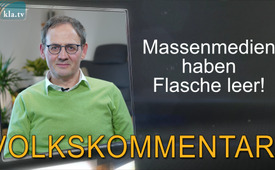 kla.tv
Massenmedien
haben
Flasche leer!
VOLKSKOMMENTAR